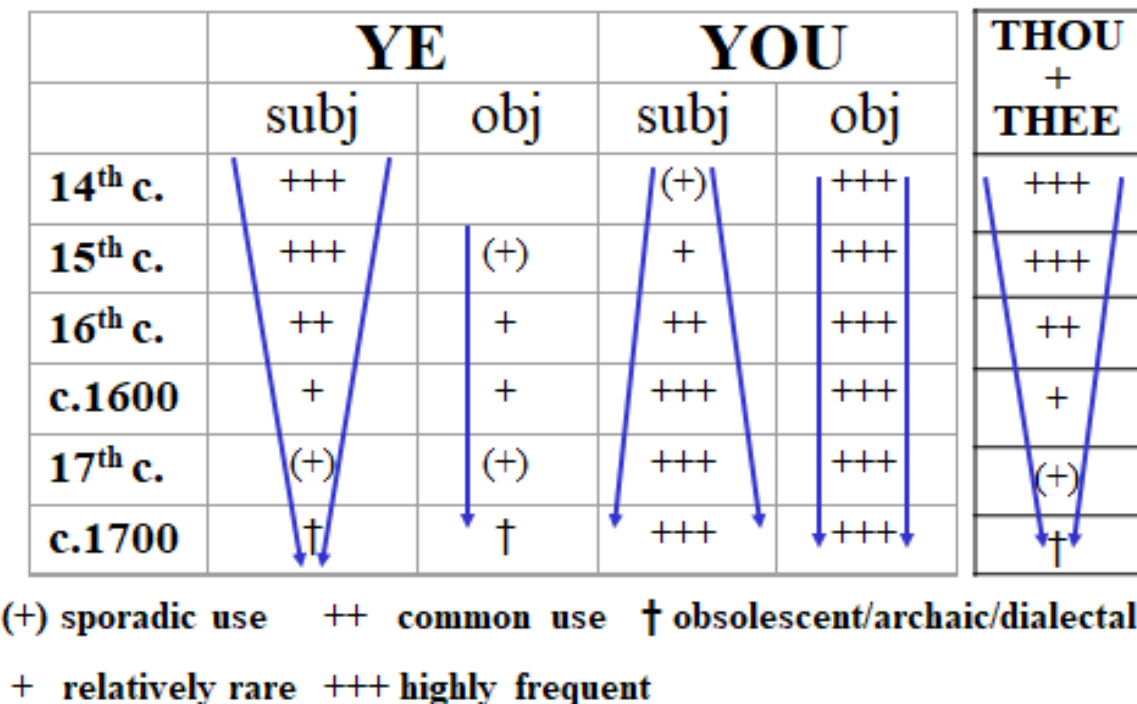 YE YOU THOU + THEE
subj obj subj obj
14th c. +++ (+) +++ +++
15th c. +++ (+) + +++ +++
16th c. ++ + ++ +++ ++
c.1600 + + +++ +++ +
17th c. (+) (+) +++ +++ (+)
c.1700 † † +++ +++ †
(+) sporadic use ++ common use † obsolescent/archaic/dialectal
+ relatively rare +++ highly frequent